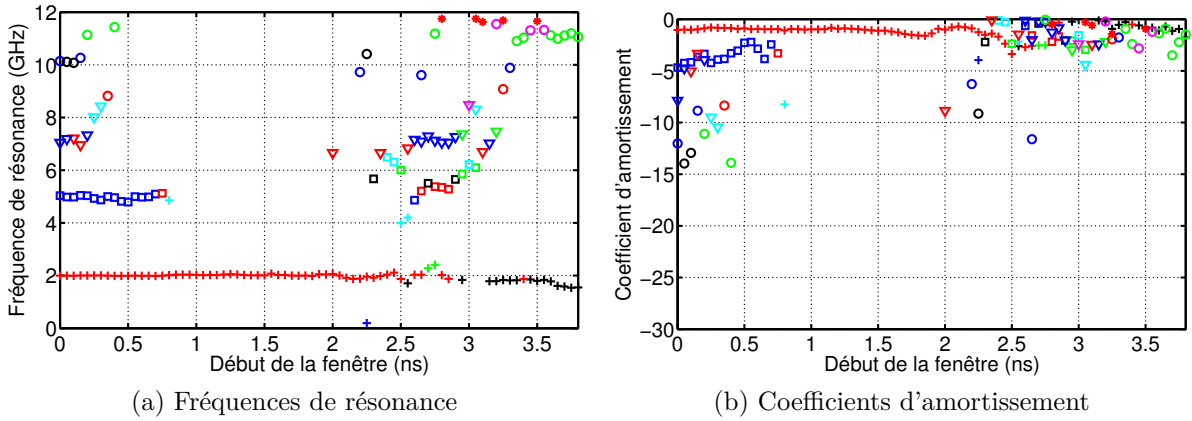 Fréquence de résonance (GHz)
12
10
8
6
4
2
0
0 0.5 1 1.5 2 2.5 3 3.5
Début de la fenêtre (ns)
(a) Fréquences de résonance
Coefficient d'amortissement
0
−5
−10
−15
−20
−25
−30
0 0.5 1 1.5 2 2.5 3 3.5
Début de la fenêtre (ns)
(b) Coefficients d'amortissement